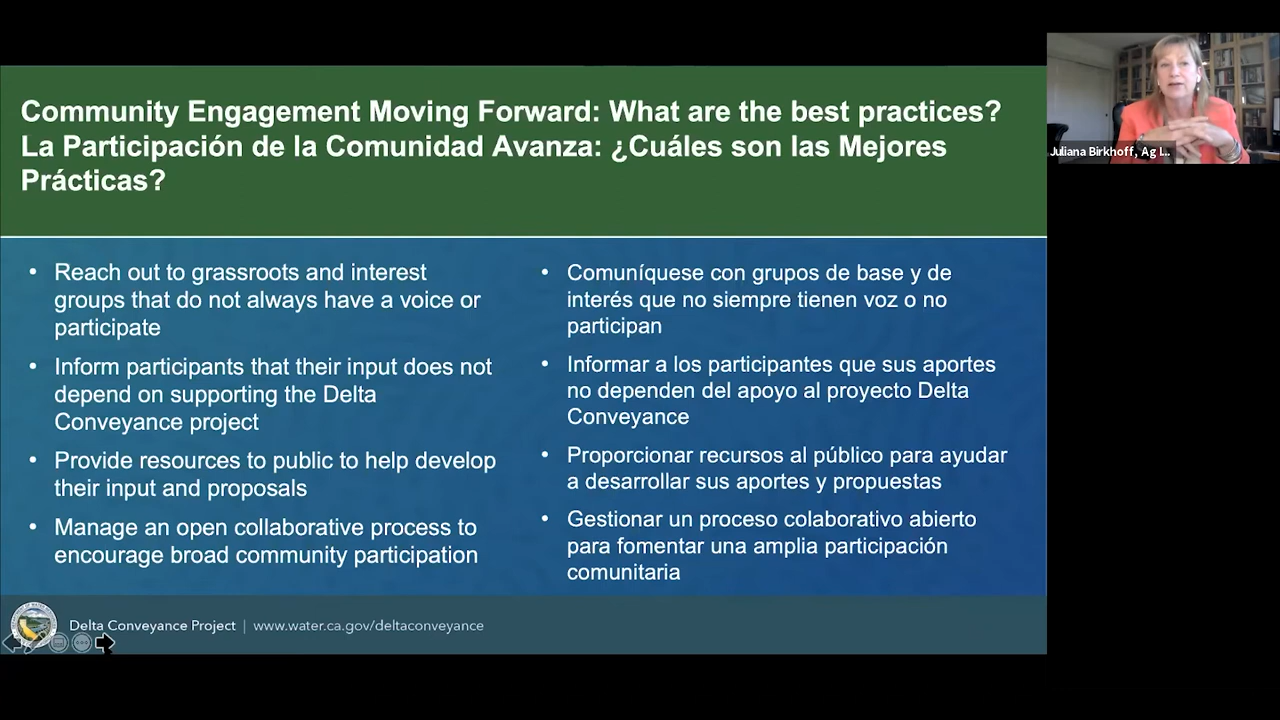 Community Engagement Moving Forward: What are the best practices?
La Participación de la Comunidad Avanza: ¿Cuáles son las Mejores
Prácticas?
• Reach out to grassroots and interest
groups that do not always have a voice or
participate
• Inform participants that their input does not
depend on supporting the Delta
Conveyance project
• Provide resources to public to help develop
their input and proposals
• Manage an open collaborative process to
encourage broad community participation
• Comuníquese con grupos de base y de
interés que no siempre tienen voz o no
participan
• Informar a los participantes que sus aportes
no dependen del apoyo al proyecto Delta
Conveyance
• Proporcionar recursos al público para ayudar
a desarrollar sus aportes y propuestas
• Gestionar un proceso colaborativo abierto
para fomentar una amplia participación
comunitaria
Delta Conveyance Project | www.water.ca.gov/deltaconveyance
Juliana Birkhoff, Ag I...